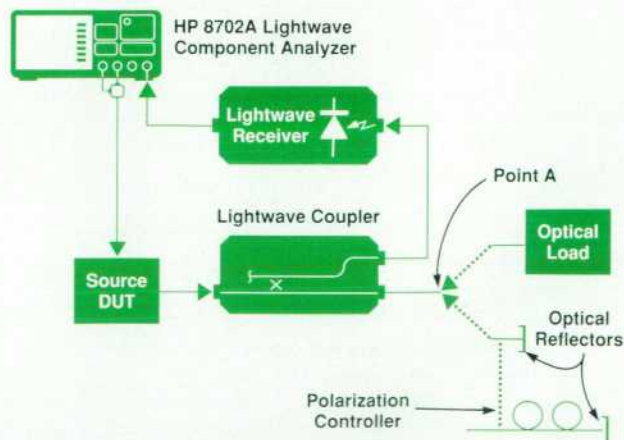 HP 8702A Lightwave
Component Analyzer
Lightwave
Receiver
Point A
Lightwave Coupler
Source
DUT
Optical
Load
Optical
Reflectors
Polarization
Controller